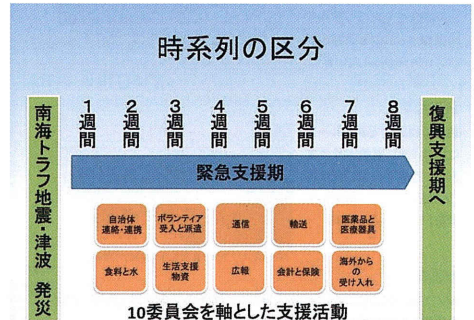 時系列の区分
南海トラフ地震・津波 発災
1週間
2週間
3週間
4週間
5週間
6週間
7週間
8週間
復興支援期へ
緊急支援期
自治体
連絡・連携
ボランティア
受入と派遣
通信
輸送
医薬品と
医療器具
食料と水
生活支援
物資
広報
会計と保険
海外から
の
受け入れ
10委員会を軸とした支援活動